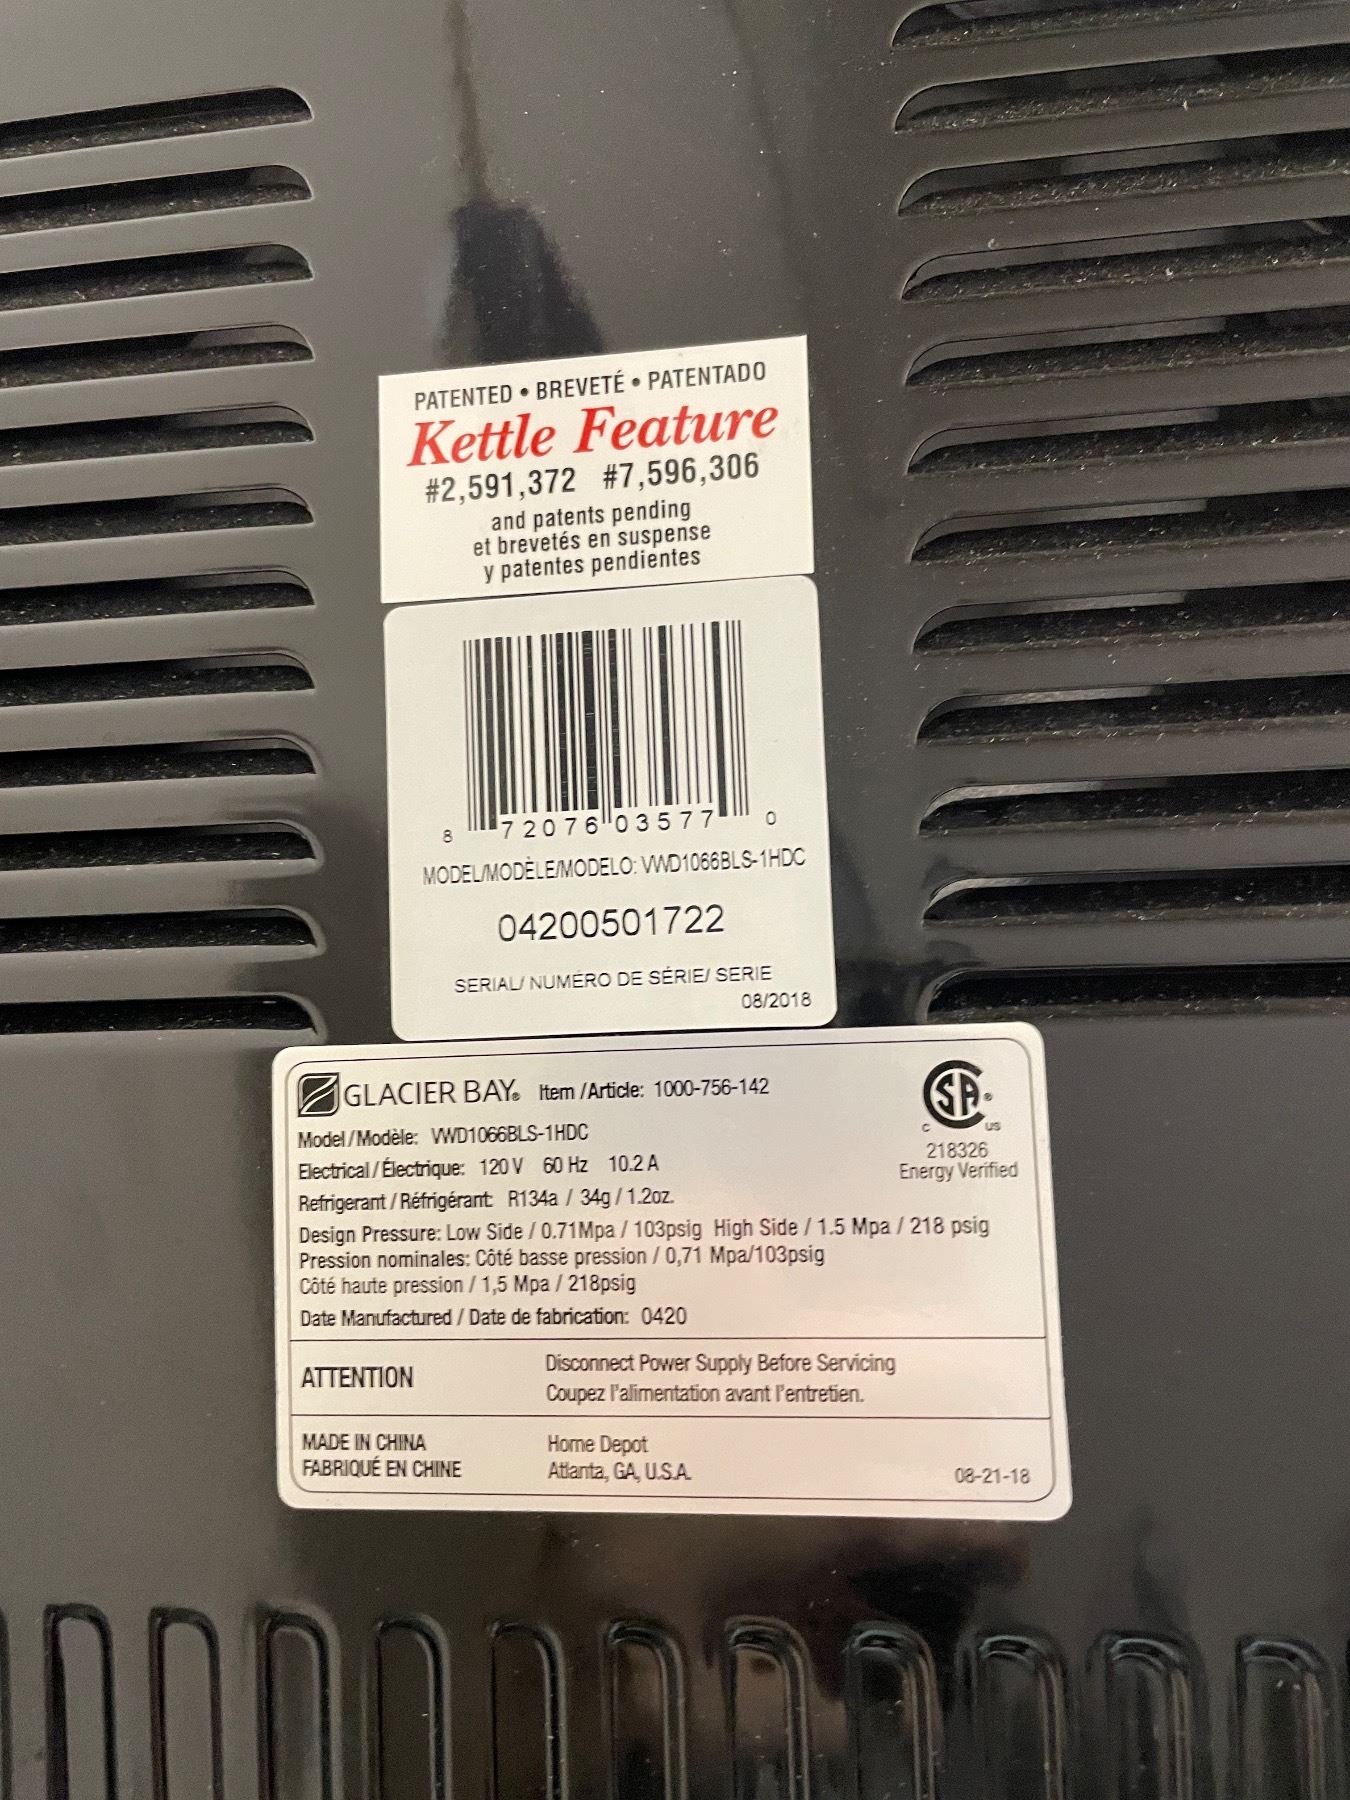 PATENTED • BREVETÉ • PATENTADO
Kettle Feature
#2,591,372 #7,596,306
and patents pending
et brevetés en suspense
y patentes pendientes
8 72076 03577 0
MODEL/MODÈLE/MODELO: VWD1066BLS-1HDC
04200501722
SERIAL/ NUMÉRO DE SÉRIE/ SERIE
08/2018
GLACIER BAY® Item / Article: 1000-756-142
Model / Modèle: VWD1066BLS-1HDC
Electrical / Électrique: 120 V 60 Hz 10.2 A
Refrigerant / Réfrigérant: R134a / 34g / 1.2oz.
Design Pressure: Low Side / 0.71Mpa / 103psig High Side / 1.5 Mpa / 218 psig
Pression nominales: Côté basse pression / 0,71 Mpa/103psig
Côté haute pression / 1,5 Mpa / 218psig
Date Manufactured / Date de fabrication: 0420
SA®
C US
218326
Energy Verified
ATTENTION
Disconnect Power Supply Before Servicing
Coupez l'alimentation avant l'entretien.
MADE IN CHINA
FABRIQUÉ EN CHINE
Home Depot
Atlanta, GA, U.S.A.
08-21-18